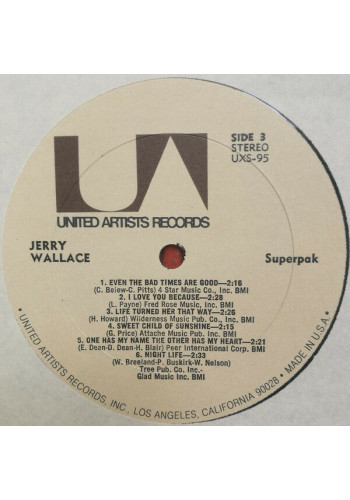 UA
UNITED ARTISTS RECORDS
SIDE 3
STEREO
UXS-95
JERRY
WALLACE
Superpak
1. EVEN THE BAD TIMES ARE GOOD—2:16
(C. Belew-C. Pitts) 4 Star Music Co., Inc. BMI
2. I LOVE YOU BECAUSE—2:28
(L. Payne) Fred Rose Music, Inc. BMI
3. LIFE TURNED HER THAT WAY—2:26
(H. Howard) Wilderness Music Pub. Co., Inc. BMI
4. SWEET CHILD OF SUNSHINE—2:15
(G. Price) Attache Music Pub. Co. BMI
5. ONE HAS MY NAME THE OTHER HAS MY HEART—2:21
(E. Dean-D. Dean-H. Blair) Peer International Corp. BMI
6. NIGHT LIFE—2:33
(W. Breeland-P. Buskirk-W. Nelson)
Tree Pub. Co. Inc.-
Glad Music Inc. BMI
• UNITED ARTISTS RECORDS, INC., LOS ANGELES, CALIFORNIA 90028 • MADE IN U.S.A. •